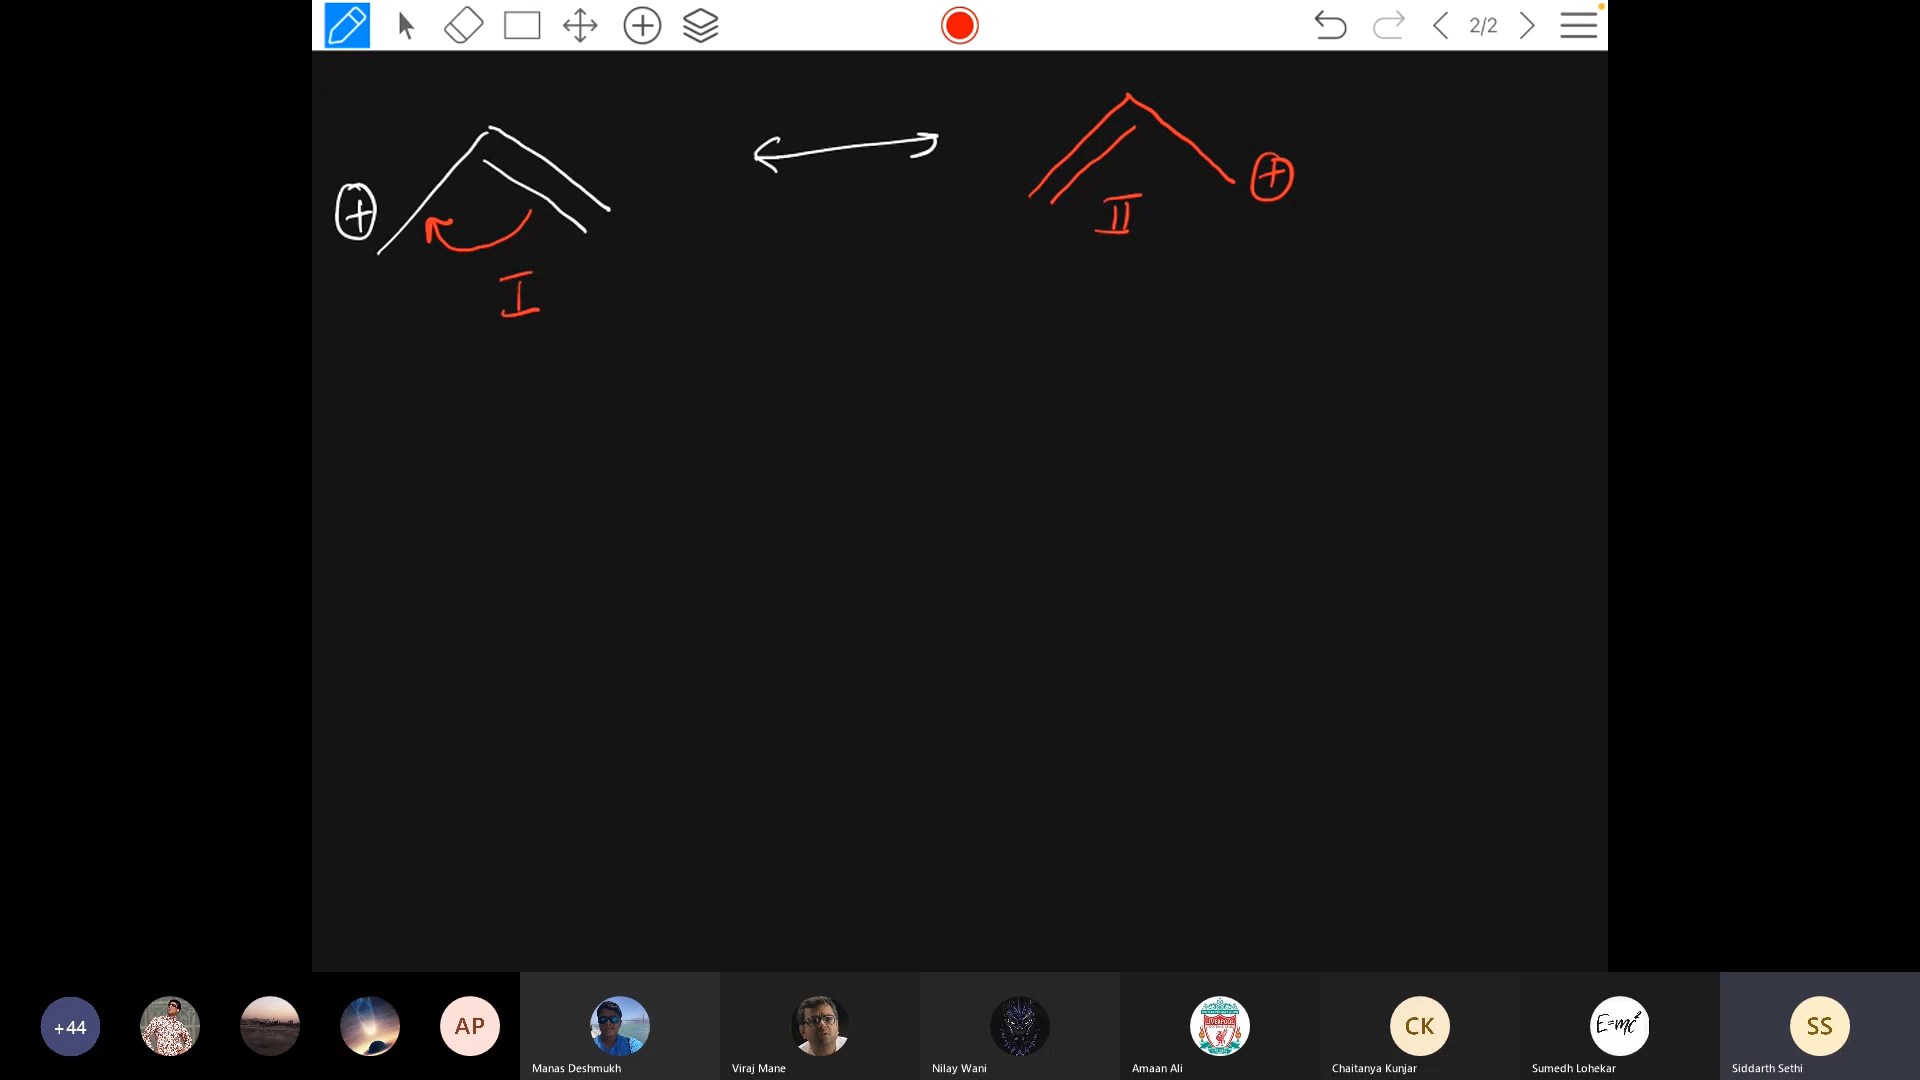 2/2
+
+
II
I
+44
AP
LIVERPOOL
CK
E=mc²
SS
Manas Deshmukh
Viraj Mane
Nilay Wani
Amaan Ali
Chaitanya Kunjar
Sumedh Lohekar
Siddarth Sethi